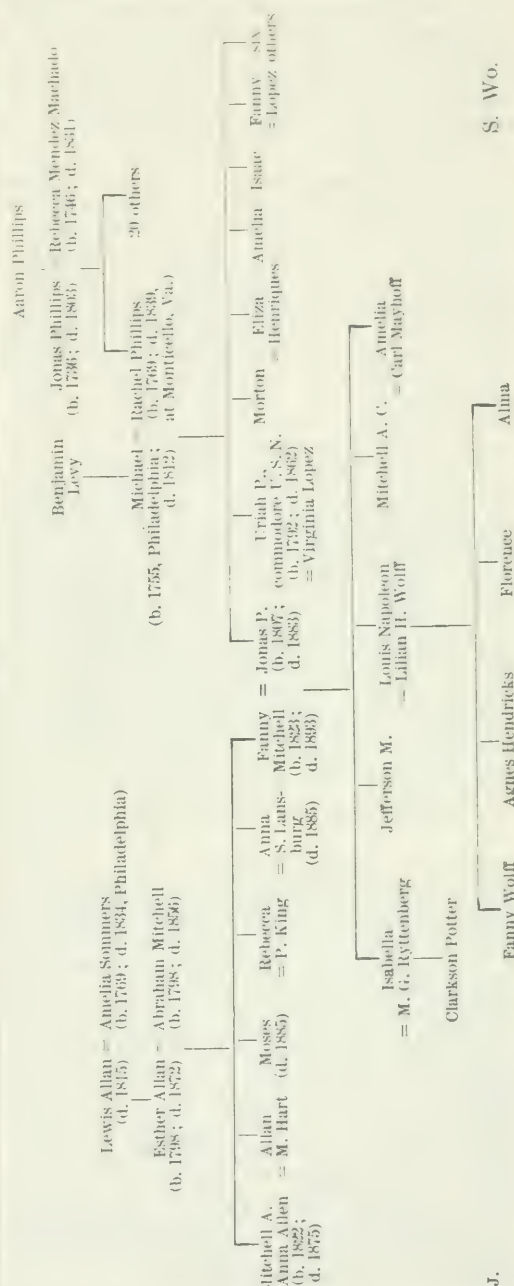 Aaron Phillips
Benjamin
Levy
Jonas Phillips
(b. 1736; d. 1803)
Rebecca Mendez Machado
(b. 1746; d. 1831)
Lewis Allan = Amelia Sommers
(d. 1815)
(b. 1769; d. 1834, Philadelphia)
Michael = Rachel Phillips
(b. 1755, Philadelphia;
d. 1812)
(b. 1769; d. 1839,
at Monticello, Va.)
20 others
Esther Allan = Abraham Mitchell
(b. 1798; d. 1872)
(b. 1798; d. 1856)
Mitchell A.
Anna Allen
(b. 1822;
d. 1875)
Allan
= M. Hart
Moses
(d. 1885)
Rebecca
= P. King
Anna
= S. Lans-
burg
(d. 1885)
Fanny
Mitchell
(b. 1823;
d. 1893)
= Jonas P.
(b. 1807;
d. 1883)
Uriah P.,
commodore U. S. N.
(b. 1792; d. 1862)
= Virginia Lopez
Morton
Eliza
= Henriques
Amelia
Isaac
Fanny
= Lopez
six
others
Isabella
= M. G. Ryttenberg
Jefferson M.
Louis Napoleon
= Lilian H. Wolff
Mitchell A. C.
Amelia
= Carl Mayhoff
Clarkson Potter
Fanny Wolff
Agnes Hendricks
Florence
Alma
J.
S. Wo.